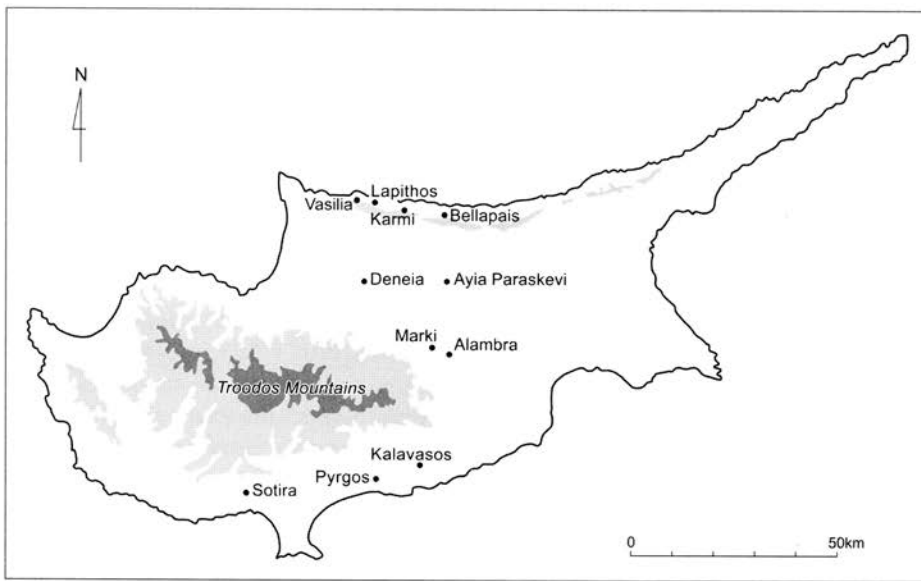 N
Lapithos
Vasilia
Karmi
Bellapais
Deneia
Ayia Paraskevi
Marki
Alambra
Troodos Mountains
Kalavasos
Pyrgos
Sotira
0
50km